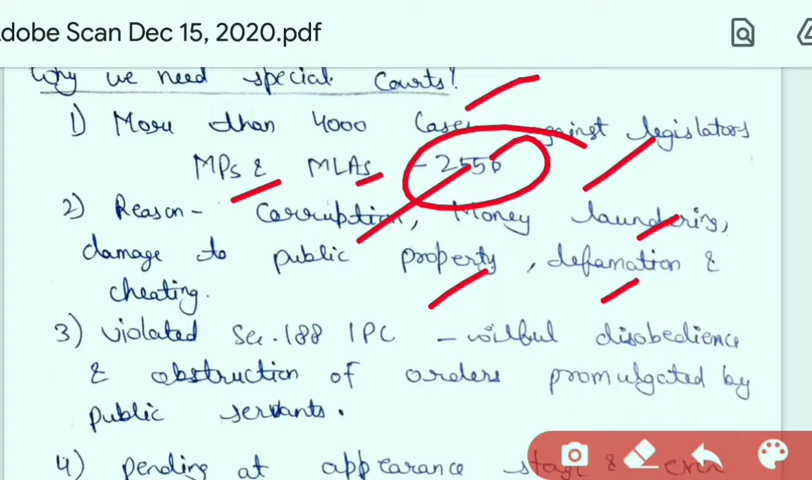 Adobe Scan Dec 15, 2020.pdf
Why we need special Courts?
1) More than 4000 Cases against legislators
MPs & MLAs - 2556
2) Reason - Corruption, Money laundering,
damage to public property, defamation &
cheating.
3) violated Sec. 188 IPC - wilful disobedience
& obstruction of orders promulgated by
public servants.
4) pending at appearance stage & even